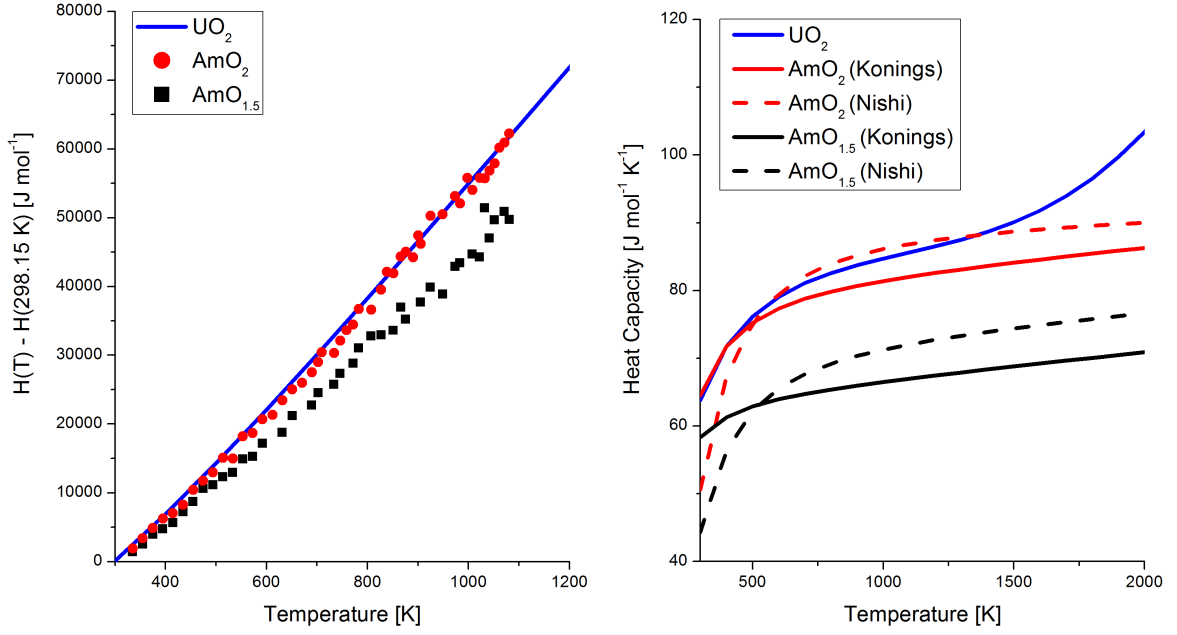 80000
70000
60000
50000
40000
30000
20000
10000
0
400
600
800
1000
1200
H(T) - H(298.15 K) [J mol⁻¹]
Temperature [K]
UO₂
AmO₂
AmO₁.₅
120
100
80
60
40
500
1000
1500
2000
Heat Capacity [J mol⁻¹ K⁻¹]
Temperature [K]
UO₂
AmO₂ (Konings)
AmO₂ (Nishi)
AmO₁.₅ (Konings)
AmO₁.₅ (Nishi)